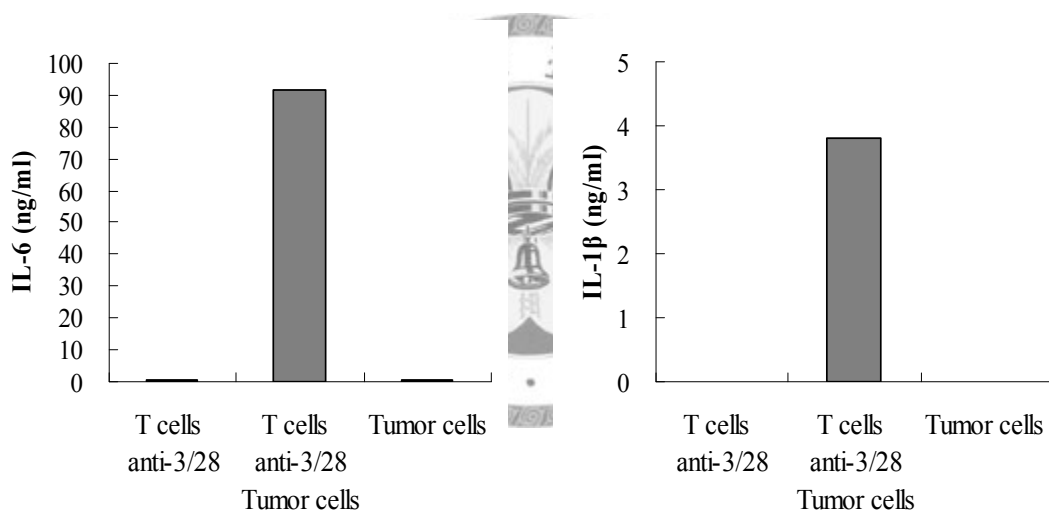 IL-6 (ng/ml)
100
90
80
70
60
50
40
30
20
10
0
T cells
anti-3/28
T cells
anti-3/28
Tumor cells
Tumor cells
IL-1β (ng/ml)
5
4
3
2
1
0
T cells
anti-3/28
T cells
anti-3/28
Tumor cells
Tumor cells